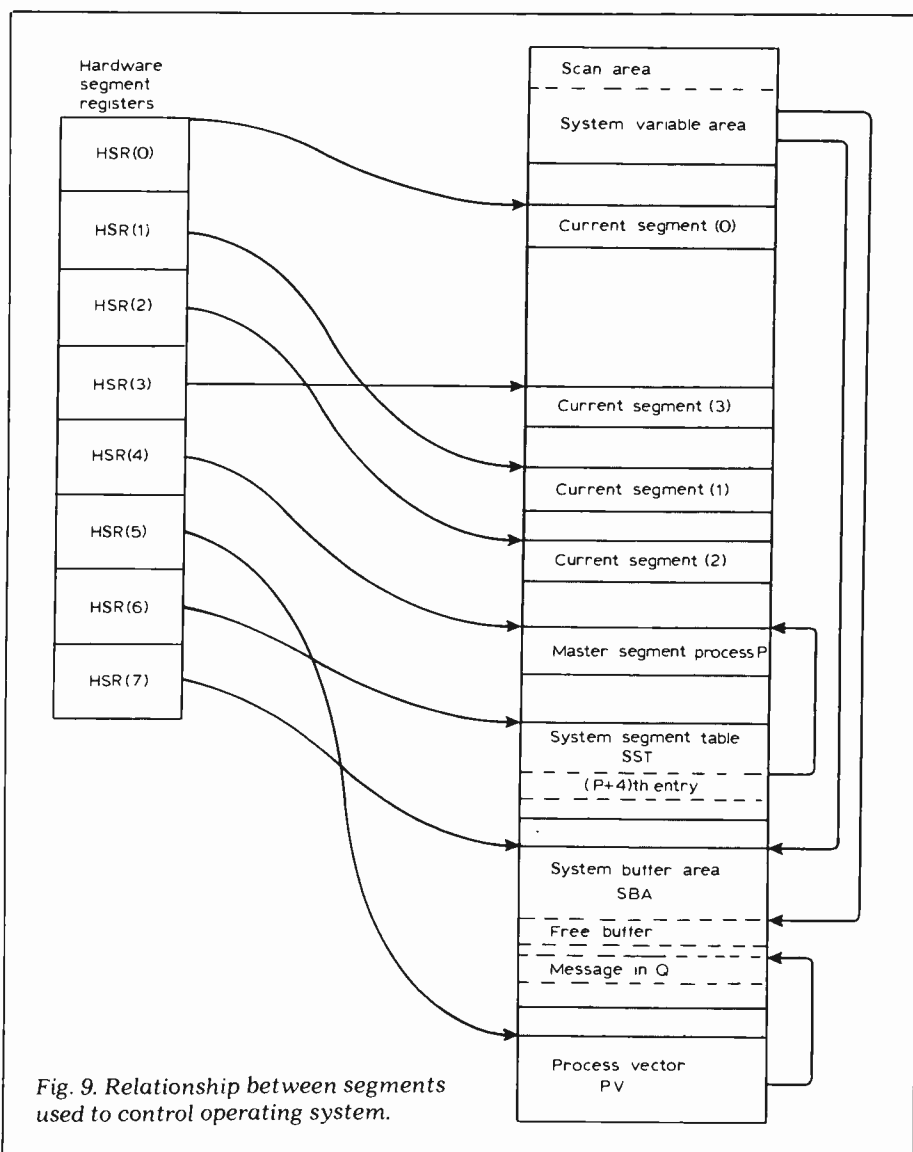 Hardware
segment
registers
HSR(0)
HSR(1)
HSR(2)
HSR(3)
HSR(4)
HSR(5)
HSR(6)
HSR(7)
Scan area
System variable area
Current segment (0)
Current segment (3)
Current segment (1)
Current segment (2)
Master segment process P
System segment table
SST
(P+4)th entry
System buffer area
SBA
Free buffer
Message in Q
Process vector
PV
Fig. 9. Relationship between segments
used to control operating system.